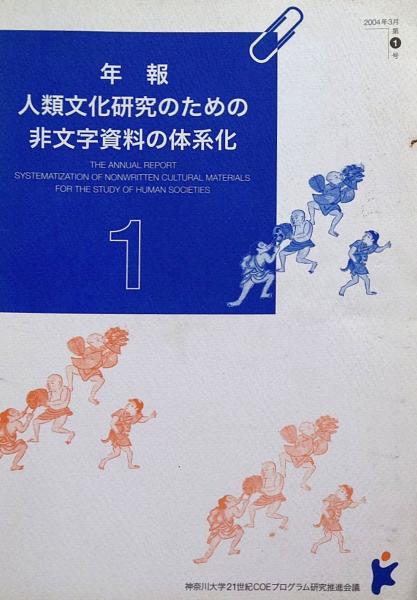 2004年3月
第
1
号
年 報
人類文化研究のための
非文字資料の体系化
THE ANNUAL REPORT
SYSTEMATIZATION OF NONWRITTEN CULTURAL MATERIALS
FOR THE STUDY OF HUMAN SOCIETIES
1
神奈川大学21世紀COEプログラム研究推進会議